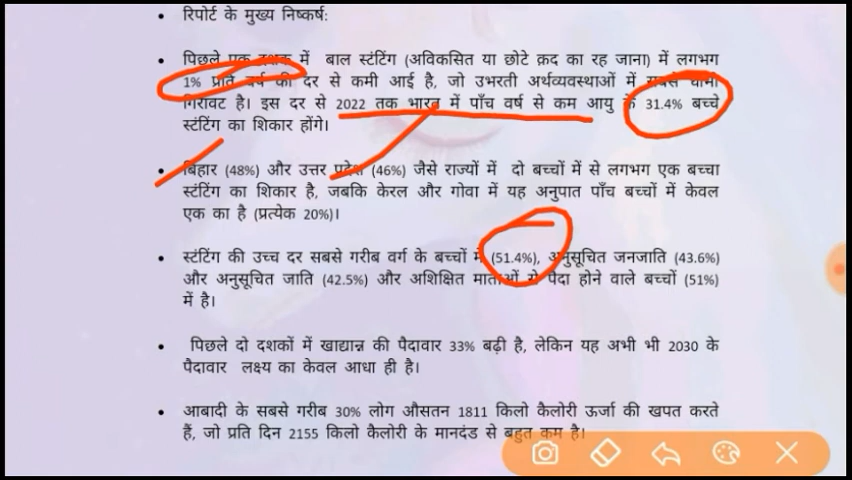 रिपोर्ट के मुख्य निष्कर्ष:
पिछले एक दशक में बाल स्टंटिंग (अविकसित या छोटे क़द का रह जाना) में लगभग
1% प्रति वर्ष की दर से कमी आई है, जो उभरती अर्थव्यवस्थाओं में सबसे धीमी
गिरावट है। इस दर से 2022 तक भारत में पाँच वर्ष से कम आयु के 31.4% बच्चे
स्टंटिंग का शिकार होंगे।
बिहार (48%) और उत्तर प्रदेश (46%) जैसे राज्यों में दो बच्चों में से लगभग एक बच्चा
स्टंटिंग का शिकार है, जबकि केरल और गोवा में यह अनुपात पाँच बच्चों में केवल
एक का है (प्रत्येक 20%)।
स्टंटिंग की उच्च दर सबसे गरीब वर्ग के बच्चों में (51.4%), अनुसूचित जनजाति (43.6%)
और अनुसूचित जाति (42.5%) और अशिक्षित माताओं से पैदा होने वाले बच्चों (51%)
में है।
पिछले दो दशकों में खाद्यान्न की पैदावार 33% बढ़ी है, लेकिन यह अभी भी 2030 के
पैदावार लक्ष्य का केवल आधा ही है।
आबादी के सबसे गरीब 30% लोग औसतन 1811 किलो कैलोरी ऊर्जा की खपत करते
हैं, जो प्रति दिन 2155 किलो कैलोरी के मानदंड से बहुत कम है।